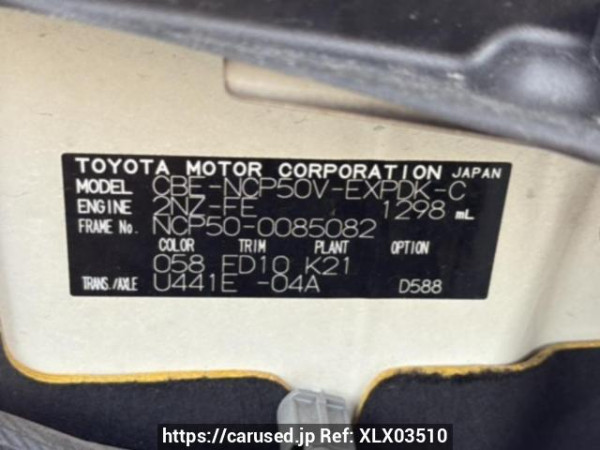 TOYOTA MOTOR CORPORATION JAPAN
MODEL CBE-NCP50V-EXPDK-C
ENGINE 2NZ-FE 1298 mL
FRAME No. NCP50-0085082
COLOR TRIM PLANT OPTION
058 FD10 K21
TRANS./AXLE U441E -04A D588
https://carused.jp Ref: XLX03510